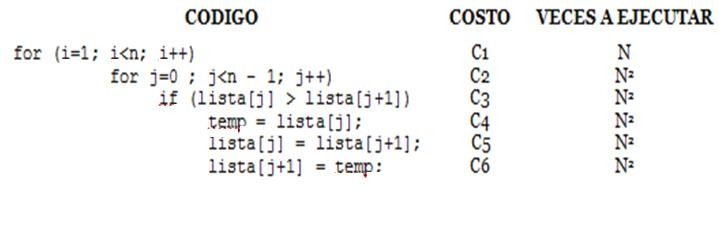 CODIGO COSTO VECES A EJECUTAR
for (i=1; i<n; i++) C1 N
for j=0 ; j<n - 1; j++) C2 N²
if (lista[j] > lista[j+1]) C3 N²
temp = lista[j]; C4 N²
lista[j] = lista[j+1]; C5 N²
lista[j+1] = temp: C6 N²